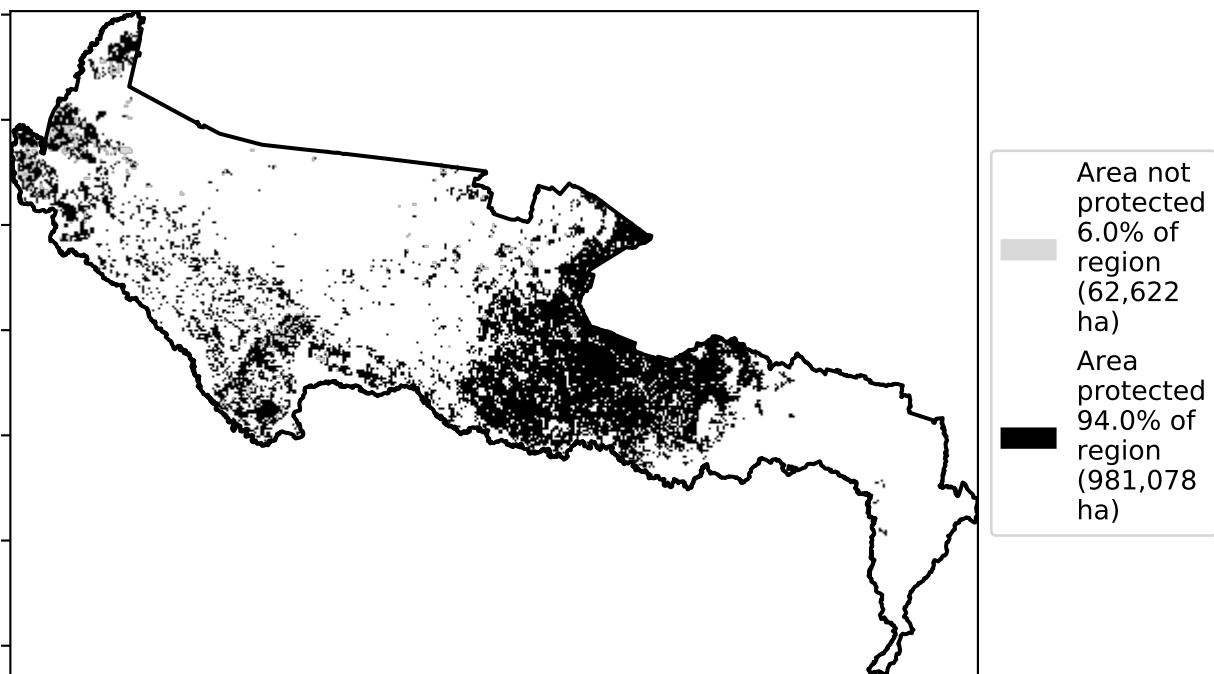 Area not
protected
6.0% of
region
(62,622
ha)
Area
protected
94.0% of
region
(981,078
ha)